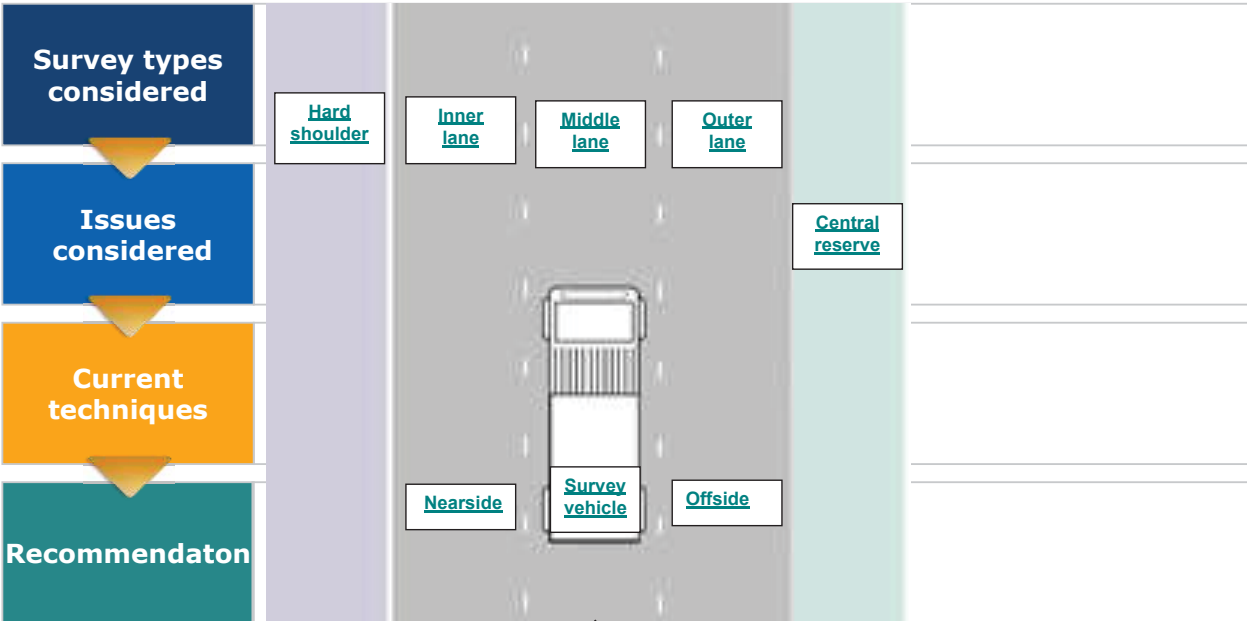 Survey types
considered
Issues
considered
Current
techniques
Recommendaton
Hard
shoulder
Inner
lane
Middle
lane
Outer
lane
Central
reserve
Nearside
Survey
vehicle
Offside